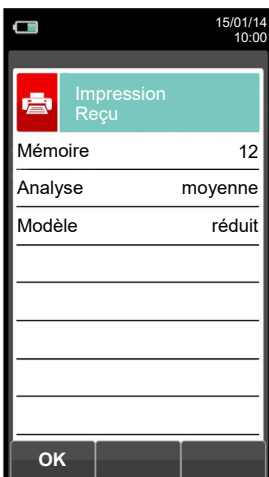 15/01/14
10:00
Impression
Reçu
Mémoire 12
Analyse moyenne
Modèle réduit
OK